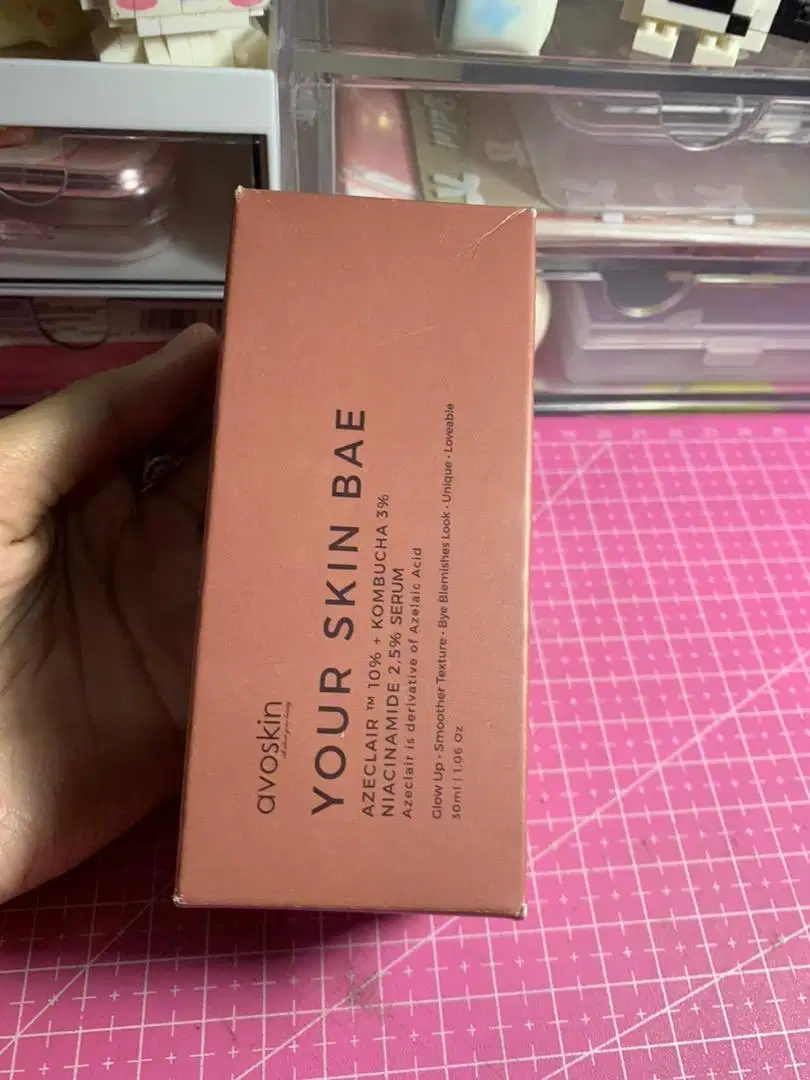 avoskin
YOUR SKIN BAE
AZECLAIR ™ 10% + KOMBUCHA 3%
NIACINAMIDE 2.5% SERUM
Azeclair is derivative of Azelaic Acid
Glow Up · Smoother Texture · Bye Blemishes Look · Unique · Loveable
30ml | 1.06 Oz